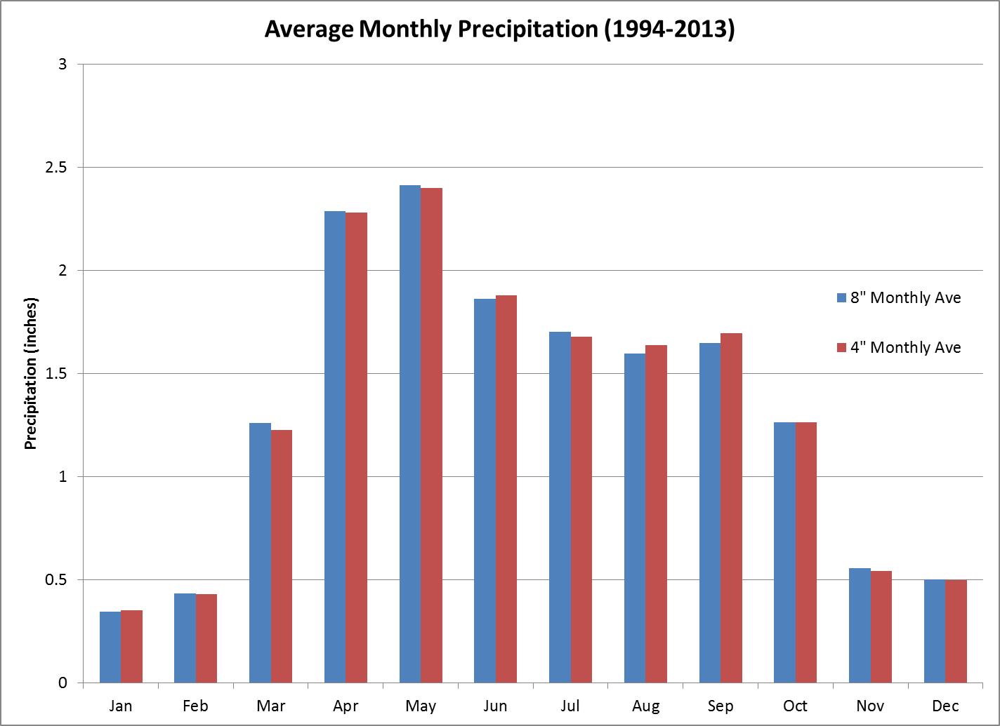 Average Monthly Precipitation (1994-2013)
3
2.5
2
1.5
1
0.5
0
Precipitation (inches)
8" Monthly Ave
4" Monthly Ave
Jan Feb Mar Apr May Jun Jul Aug Sep Oct Nov Dec